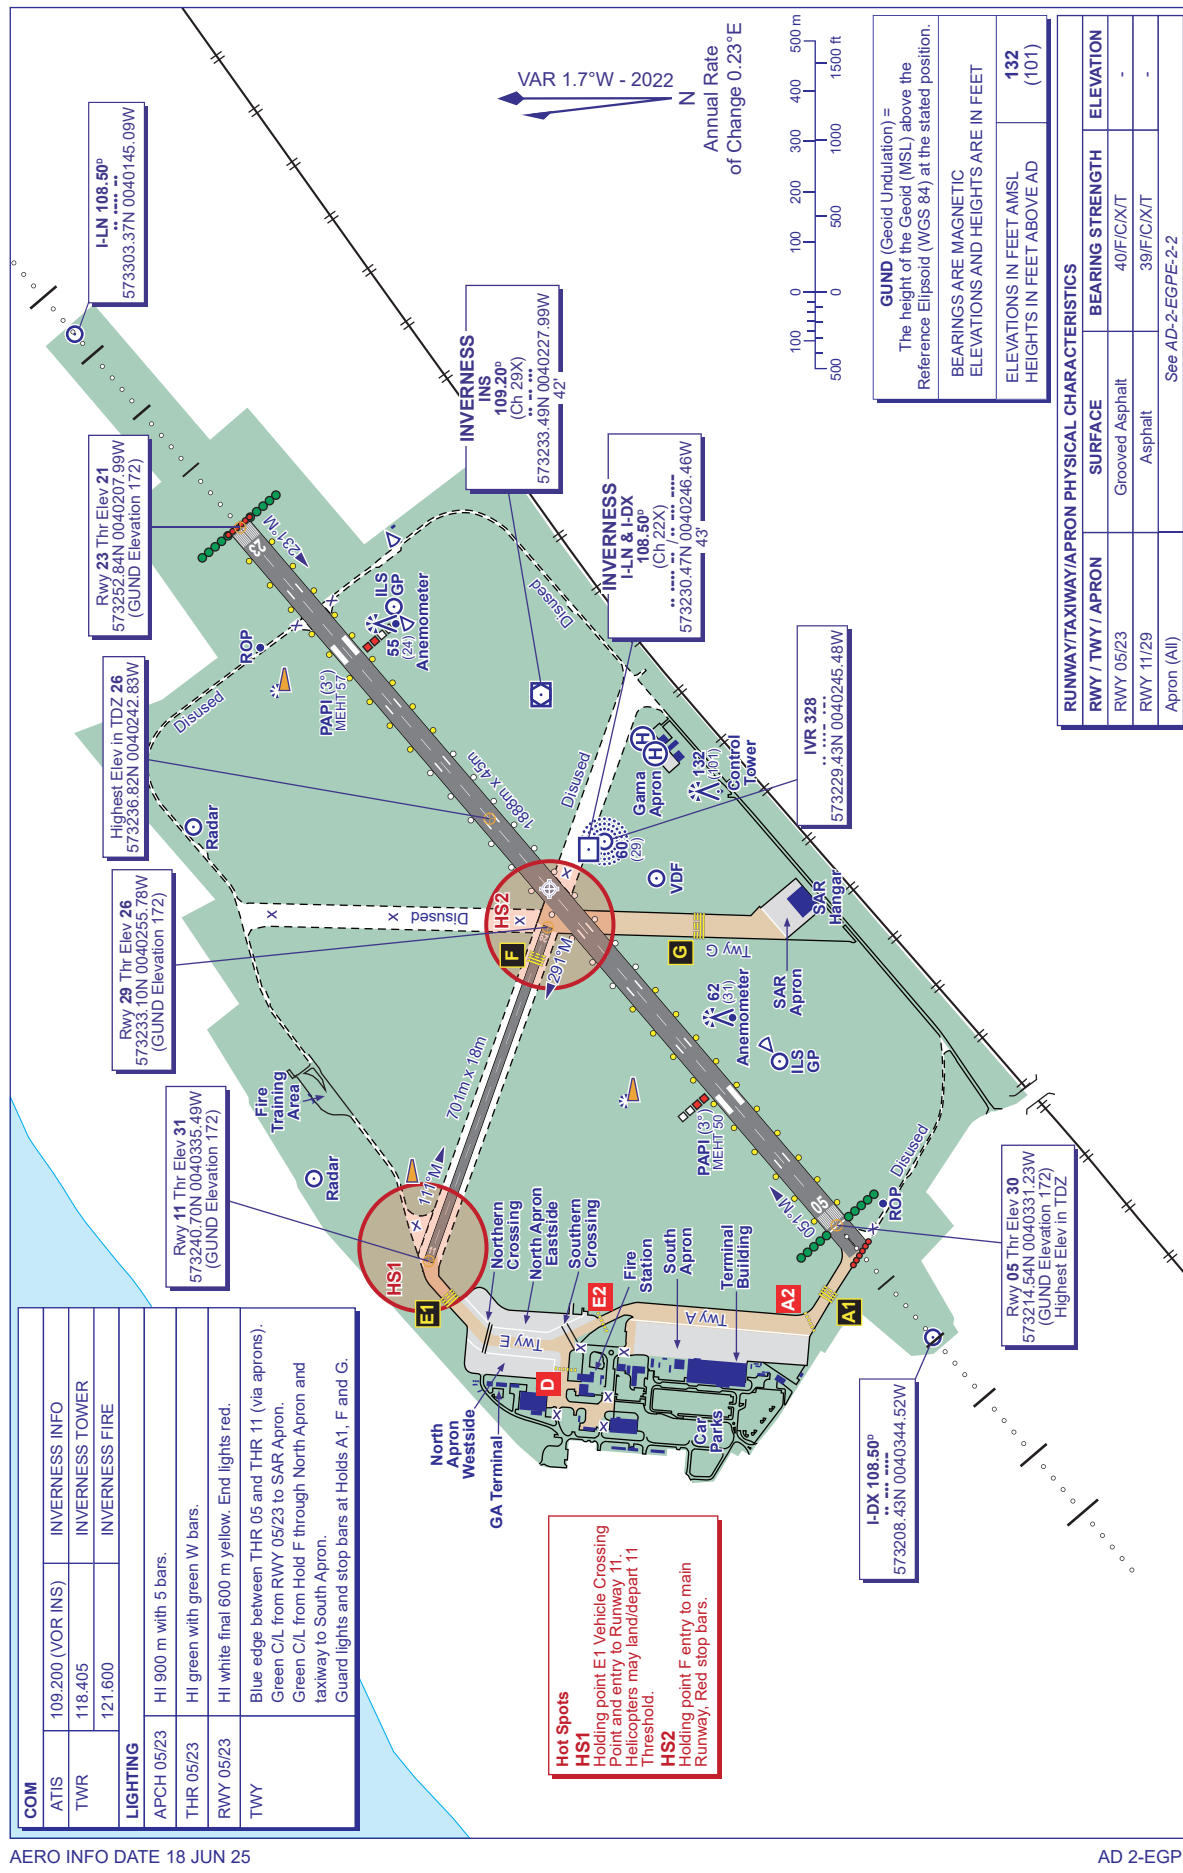 COM
ATIS 109.200 (VOR INS) INVERNESS INFO
TWR 118.405 INVERNESS TOWER
121.600 INVERNESS FIRE
LIGHTING
APCH 05/23 HI 900 m with 5 bars.
THR 05/23 HI green with green W bars.
RWY 05/23 HI white final 600 m yellow. End lights red.
TWY Blue edge between THR 05 and THR 11 (via aprons).
Green C/L from RWY 05/23 to SAR Apron.
Green C/L from Hold F through North Apron and
taxiway to South Apron.
Guard lights and stop bars at Holds A1, F and G.
Hot Spots
HS1
Holding point E1 Vehicle Crossing
Point and entry to Runway 11.
Helicopters may land/depart 11
Threshold.
HS2
Holding point F entry to main
Runway, Red stop bars.
Rwy 11 Thr Elev 31
573240.70N 0040335.49W
(GUND Elevation 172)
Rwy 29 Thr Elev 26
573233.10N 0040255.78W
(GUND Elevation 172)
Highest Elev in TDZ 26
573236.82N 0040242.83W
Rwy 23 Thr Elev 21
573252.84N 0040207.99W
(GUND Elevation 172)
I-LN 108.50ᴰ
573303.37N 0040145.09W
Fire
Training
Area
Radar
Radar
ROP
Disused
Disused
Disused
Disused
Disused
23
231°M
PAPI (3°)
MEHT 57
ILS
GP
55
(24)
Anemometer
1888m x 45m
HS1
E1
111°M
701m x 18m
HS2
F
291°M
G
Twy G
Northern
Crossing
North Apron
Eastside
Southern
Crossing
Fire
Station
South
Apron
Terminal
Building
E2
A2
A1
D
Twy E
Twy A
North
Apron
Westside
GA Terminal
Car
Parks
PAPI (3°)
MEHT 50
051°M
05
ROP
62
(31)
Anemometer
ILS
GP
SAR
Apron
SAR
Hangar
VDF
60
(29)
Gama
Apron
H
H
132
(101)
Control
Tower
INVERNESS
INS
109.20ᴰ
(Ch 29X)
573233.49N 0040227.99W
42'
INVERNESS
I-LN & I-DX
108.50ᴰ
(Ch 22X)
573230.47N 0040246.46W
43'
IVR 328
573229.43N 0040245.48W
Rwy 05 Thr Elev 30
573214.54N 0040331.23W
(GUND Elevation 172)
Highest Elev in TDZ
I-DX 108.50ᴰ
573208.43N 0040344.52W
VAR 1.7°W - 2022
N
Annual Rate
of Change 0.23°E
100 0 100 200 300 400 500 m
500 0 500 1000 1500 ft
GUND (Geoid Undulation) =
The height of the Geoid (MSL) above the
Reference Elipsoid (WGS 84) at the stated position.
BEARINGS ARE MAGNETIC
ELEVATIONS AND HEIGHTS ARE IN FEET
ELEVATIONS IN FEET AMSL 132
HEIGHTS IN FEET ABOVE AD (101)
RUNWAY/TAXIWAY/APRON PHYSICAL CHARACTERISTICS
RWY / TWY / APRON SURFACE BEARING STRENGTH ELEVATION
RWY 05/23 Grooved Asphalt 40/F/C/X/T -
RWY 11/29 Asphalt 39/F/C/X/T -
Apron (All) See AD-2-EGPE-2-2
AERO INFO DATE 18 JUN 25
AD 2-EGP